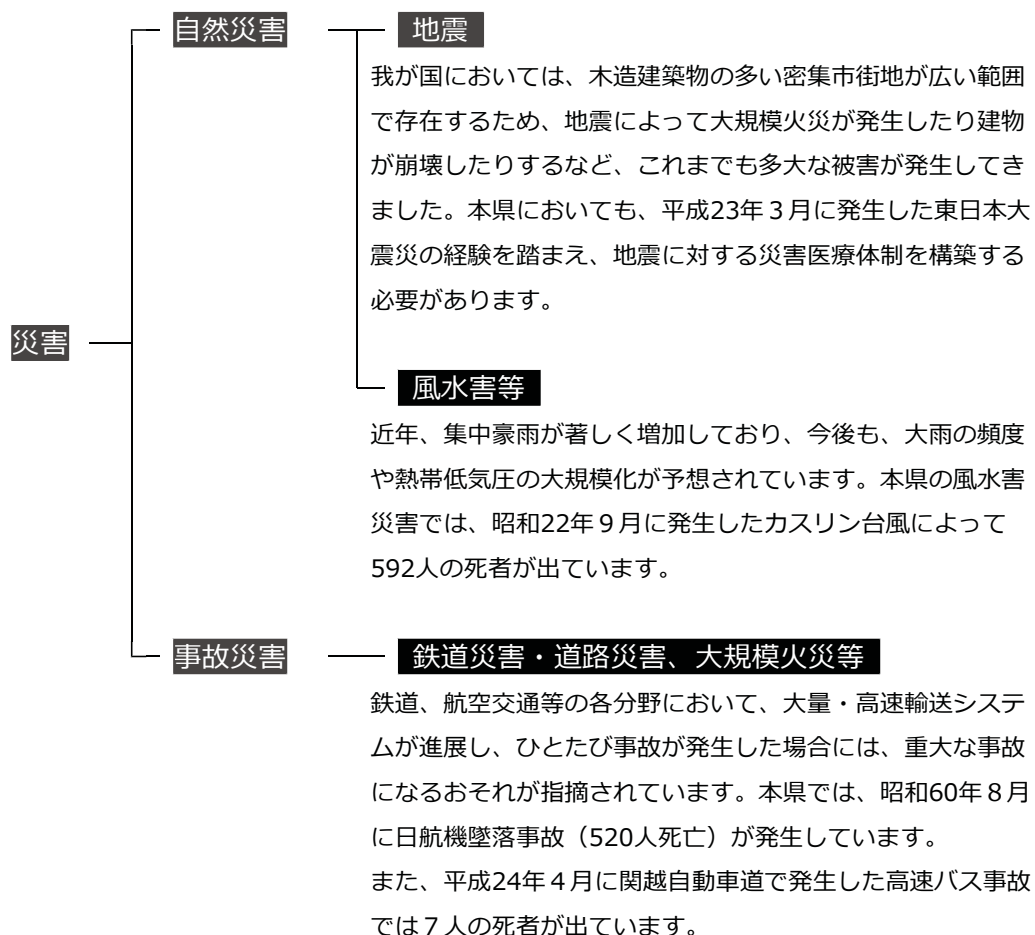 自然災害
地震
我が国においては、木造建築物の多い密集市街地が広い範囲
で存在するため、地震によって大規模火災が発生したり建物
が崩壊したりするなど、これまでも多大な被害が発生してき
ました。本県においても、平成23年３月に発生した東日本大
震災の経験を踏まえ、地震に対する災害医療体制を構築する
必要があります。
災害
風水害等
近年、集中豪雨が著しく増加しており、今後も、大雨の頻度
や熱帯低気圧の大規模化が予想されています。本県の風水害
災害では、昭和22年９月に発生したカスリン台風によって
592人の死者が出ています。
事故災害
鉄道災害・道路災害、大規模火災等
鉄道、航空交通等の各分野において、大量・高速輸送システ
ムが進展し、ひとたび事故が発生した場合には、重大な事故
になるおそれが指摘されています。本県では、昭和60年８月
に日航機墜落事故（520人死亡）が発生しています。
また、平成24年４月に関越自動車道で発生した高速バス事故
では７人の死者が出ています。